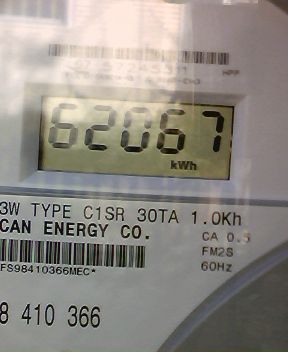 62067
kWh
3W TYPE C1SR 30TA 1.0Kh
CAN ENERGY CO.
CA 0.5
FM2S
60Hz
FS98410366MEC*
8 410 366